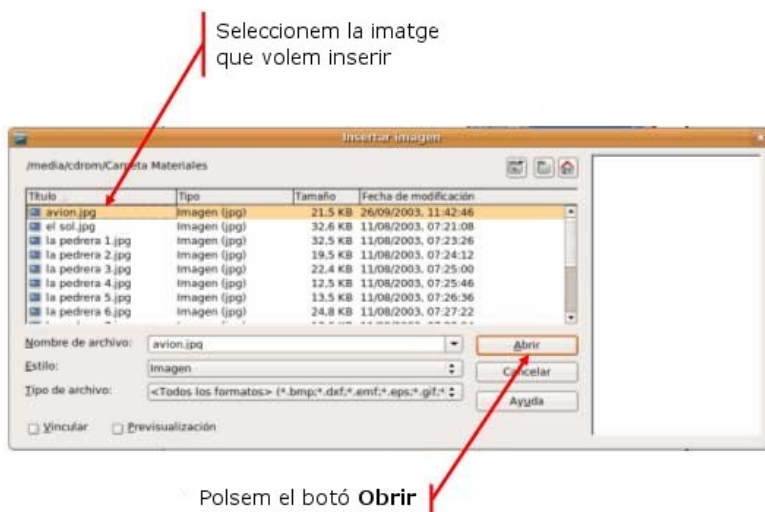 Seleccionem la imatge
que volem inserir
Insertar imagen
/media/cdrom/Carpeta Materiales
Título Tipo Tamaño Fecha de modificación
avion.jpg Imagen (jpg) 21,5 KB 26/09/2003, 11:42:46
el sol.jpg Imagen (jpg) 32,6 KB 11/08/2003, 07:21:08
la pedrera 1.jpg Imagen (jpg) 32,5 KB 11/08/2003, 07:23:26
la pedrera 2.jpg Imagen (jpg) 19,5 KB 11/08/2003, 07:24:12
la pedrera 3.jpg Imagen (jpg) 22,4 KB 11/08/2003, 07:25:00
la pedrera 4.jpg Imagen (jpg) 12,5 KB 11/08/2003, 07:25:46
la pedrera 5.jpg Imagen (jpg) 13,5 KB 11/08/2003, 07:26:36
la pedrera 6.jpg Imagen (jpg) 24,8 KB 11/08/2003, 07:27:22
Nombre de archivo: avion.jpg Abrir
Estilo: Imagen Cancelar
Tipo de archivo: <Todos los formatos> (*.bmp;*.dxf;*.emf;*.eps;*.gif;* Ayuda
Vincular Previsualización
Polsem el botó Obrir